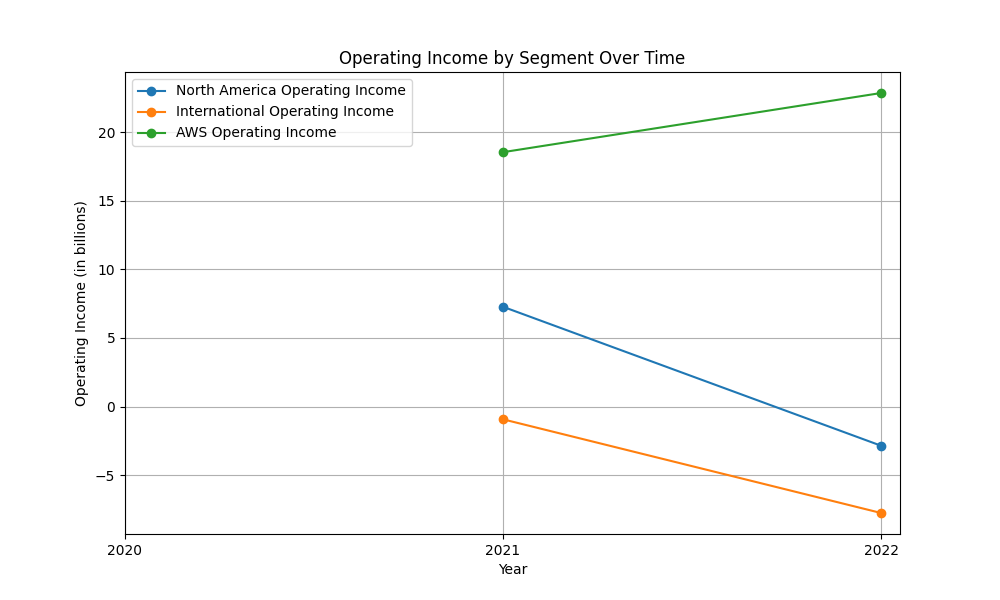 Operating Income by Segment Over Time
North America Operating Income
International Operating Income
AWS Operating Income
Operating Income (in billions)
20
15
10
5
0
−5
2020
2021
2022
Year